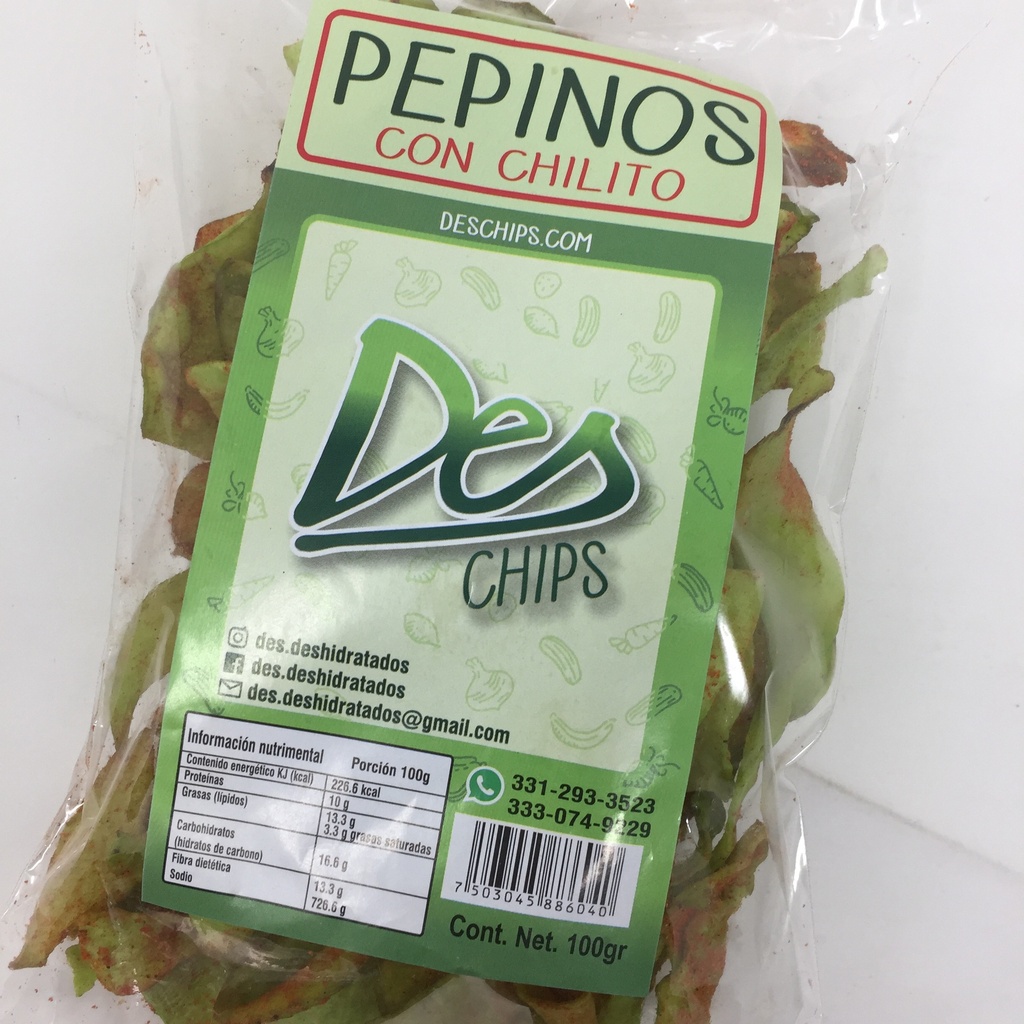 PEPINOS
CON CHILITO
DESCHIPS.COM
Des
CHIPS
des.deshidratados
des.deshidratados
des.deshidratados@gmail.com
Información nutrimental Porción 100g
Contenido energético KJ (kcal) 226.6 kcal
Proteínas 10 g
Grasas (lípidos) 13.3 g
3.3 g grasas saturadas
Carbohidratos
(hidratos de carbono) 16.6 g
Fibra dietética 13.3 g
Sodio 726.6 g
331-293-3523
333-074-9229
7 503045 886040
Cont. Net. 100gr